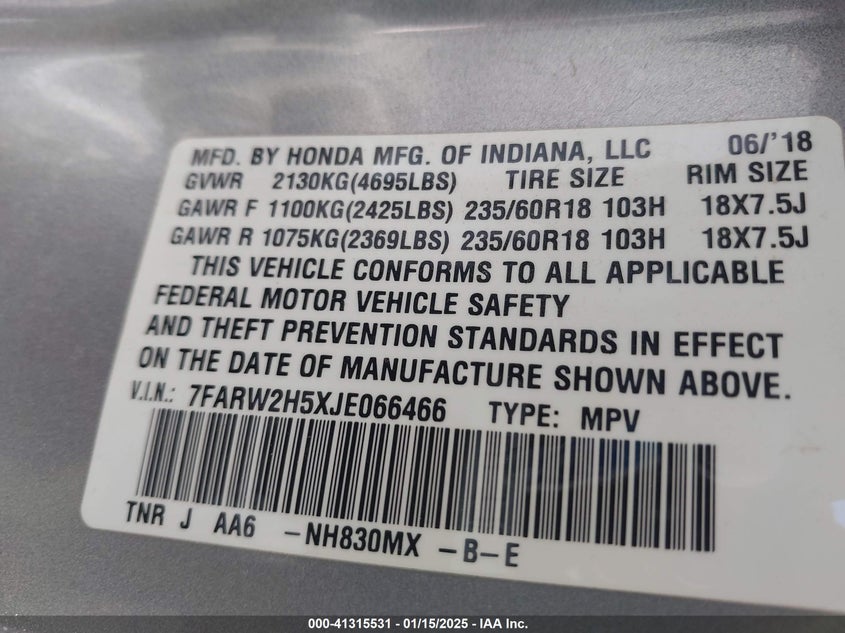 MFD. BY HONDA MFG. OF INDIANA, LLC 06/'18
GVWR 2130KG(4695LBS) TIRE SIZE RIM SIZE
GAWR F 1100KG(2425LBS) 235/60R18 103H 18X7.5J
GAWR R 1075KG(2369LBS) 235/60R18 103H 18X7.5J
THIS VEHICLE CONFORMS TO ALL APPLICABLE
FEDERAL MOTOR VEHICLE SAFETY
AND THEFT PREVENTION STANDARDS IN EFFECT
ON THE DATE OF MANUFACTURE SHOWN ABOVE.
V.I.N.: 7FARW2H5XJE066466 TYPE: MPV
TNR J AA6 -NH830MX -B-E
000-41315531 - 01/15/2025 - IAA Inc.